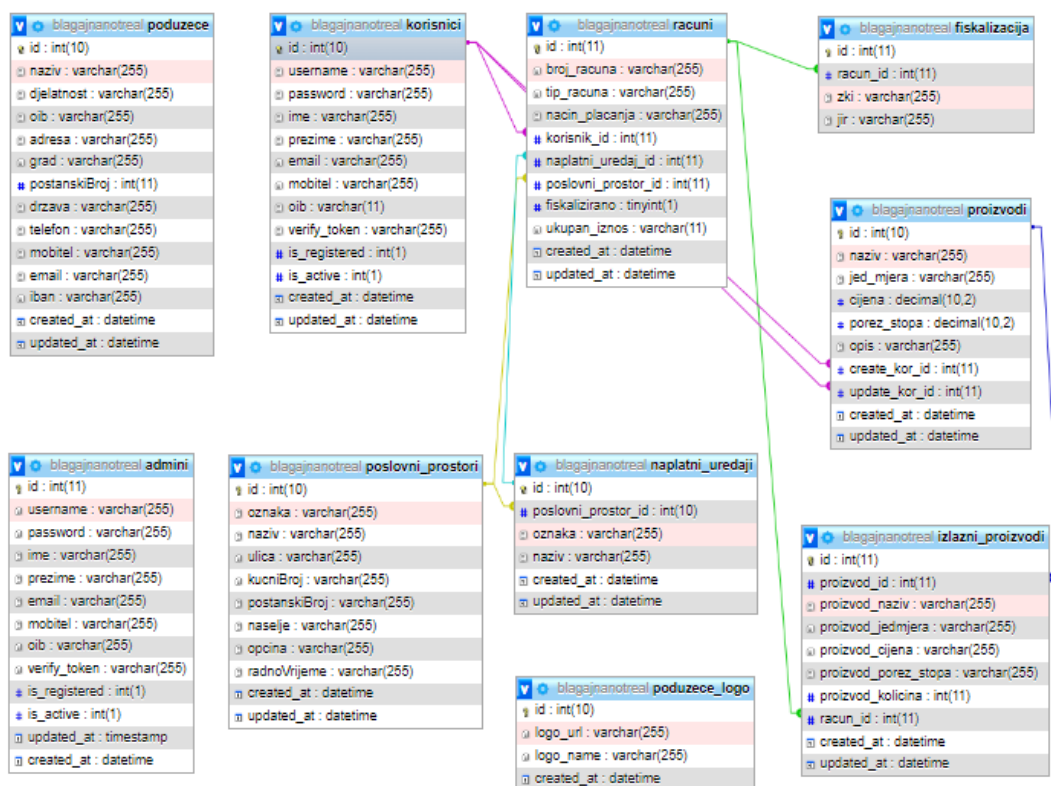 blagajnanotreal poduzece
id : int(10)
naziv : varchar(255)
djelatnost : varchar(255)
oib : varchar(255)
adresa : varchar(255)
grad : varchar(255)
postanskiBroj : int(11)
drzava : varchar(255)
telefon : varchar(255)
mobitel : varchar(255)
email : varchar(255)
iban : varchar(255)
created_at : datetime
updated_at : datetime
blagajnanotreal korisnici
id : int(10)
username : varchar(255)
password : varchar(255)
ime : varchar(255)
prezime : varchar(255)
email : varchar(255)
mobitel : varchar(255)
oib : varchar(11)
verify_token : varchar(255)
is_registered : int(1)
is_active : int(1)
created_at : datetime
updated_at : datetime
blagajnanotreal racuni
id : int(11)
broj_racuna : varchar(255)
tip_racuna : varchar(255)
nacin_placanja : varchar(255)
korisnik_id : int(11)
naplatni_uredaj_id : int(11)
poslovni_prostor_id : int(11)
fiskalizirano : tinyint(1)
ukupan_iznos : varchar(11)
created_at : datetime
updated_at : datetime
blagajnanotreal fiskalizacija
id : int(11)
racun_id : int(11)
zki : varchar(255)
jir : varchar(255)
blagajnanotreal proizvodi
id : int(10)
naziv : varchar(255)
jed_mjera : varchar(255)
cijena : decimal(10,2)
porez_stopa : decimal(10,2)
opis : varchar(255)
create_kor_id : int(11)
update_kor_id : int(11)
created_at : datetime
updated_at : datetime
blagajnanotreal admini
id : int(11)
username : varchar(255)
password : varchar(255)
ime : varchar(255)
prezime : varchar(255)
email : varchar(255)
mobitel : varchar(255)
oib : varchar(255)
verify_token : varchar(255)
is_registered : int(1)
is_active : int(1)
updated_at : timestamp
created_at : datetime
blagajnanotreal poslovni_prostori
id : int(10)
oznaka : varchar(255)
naziv : varchar(255)
ulica : varchar(255)
kucniBroj : varchar(255)
postanskiBroj : varchar(255)
naselje : varchar(255)
opcina : varchar(255)
radnoVrijeme : varchar(255)
created_at : datetime
updated_at : datetime
blagajnanotreal naplatni_uredaji
id : int(10)
poslovni_prostor_id : int(10)
oznaka : varchar(255)
naziv : varchar(255)
created_at : datetime
updated_at : datetime
blagajnanotreal poduzece_logo
id : int(10)
logo_url : varchar(255)
logo_name : varchar(255)
created_at : datetime
blagajnanotreal izlazni_proizvodi
id : int(11)
proizvod_id : int(11)
proizvod_naziv : varchar(255)
proizvod_jedmjera : varchar(255)
proizvod_cijena : varchar(255)
proizvod_porez_stopa : varchar(255)
proizvod_kolicina : int(11)
racun_id : int(11)
created_at : datetime
updated_at : datetime